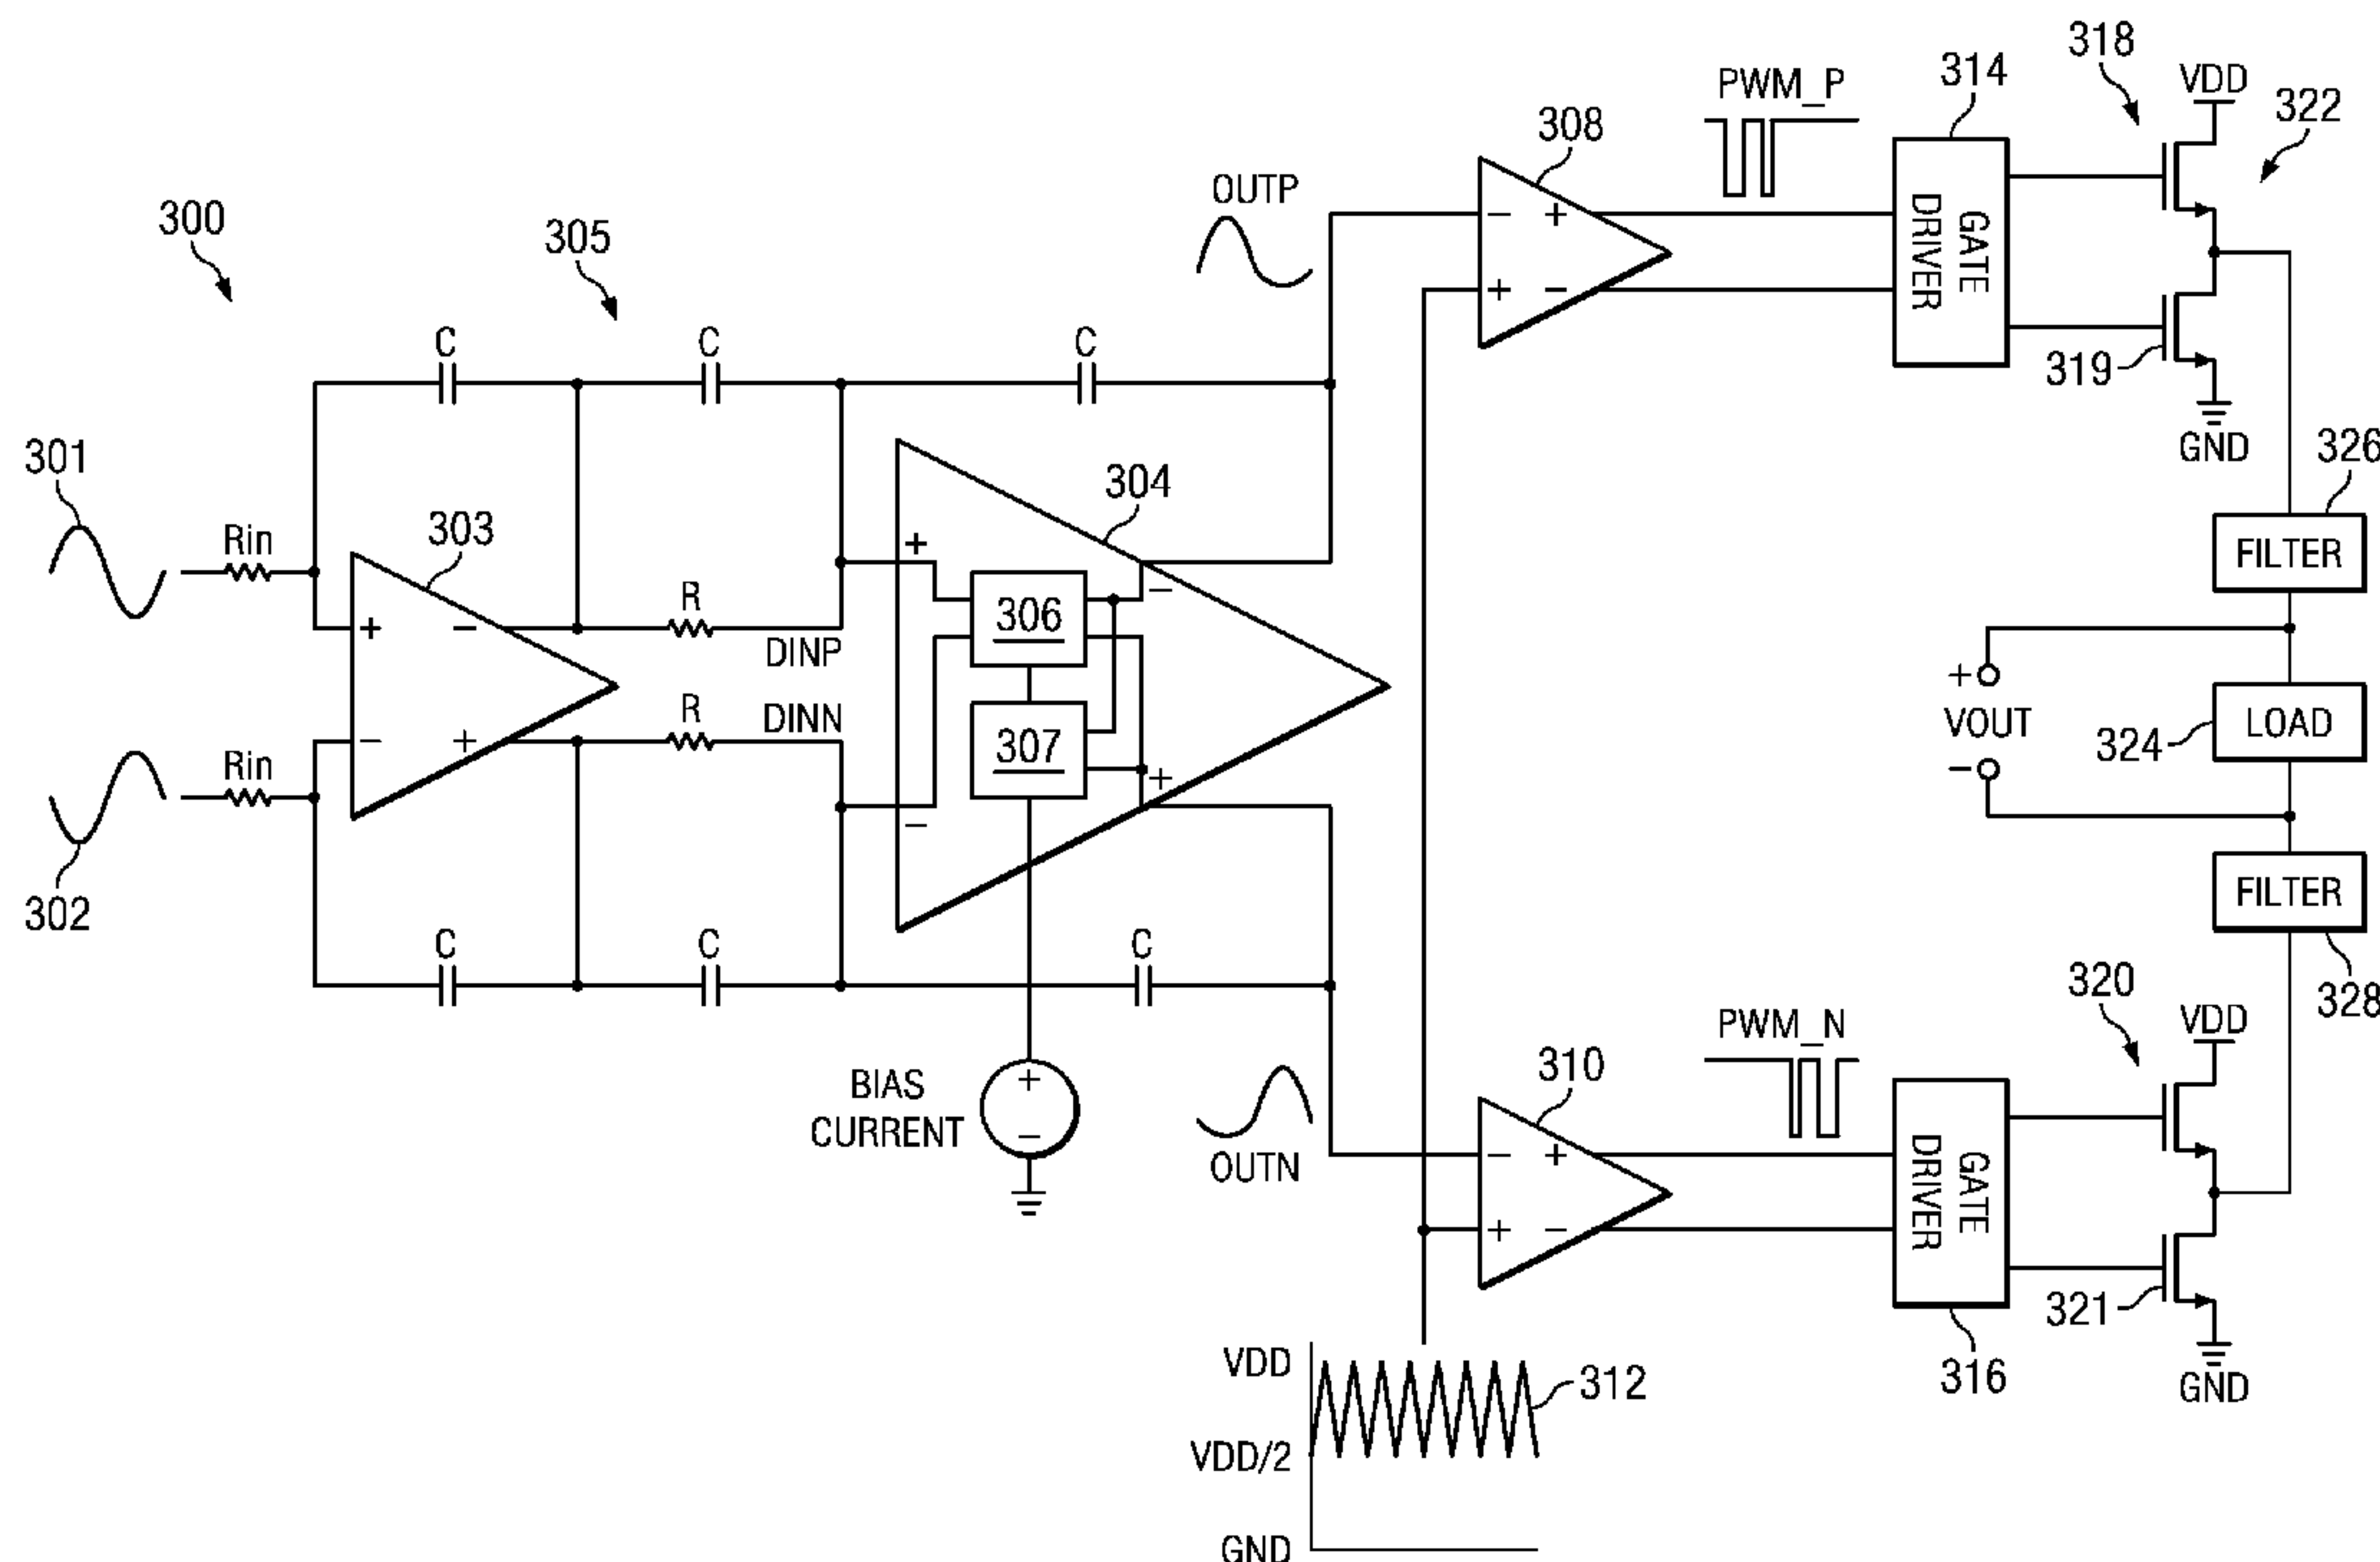 300
305
301
302
Rin
Rin
C
C
C
303
R
DINP
R
DINN
304
306
307
C
C
C
BIAS
CURRENT
OUTP
OUTN
308
310
PWM_P
PWM_N
VDD
VDD/2
GND
312
314
GATE
DRIVER
316
GATE
DRIVER
318
VDD
322
319
GND
326
FILTER
+
VOUT
−
324
LOAD
FILTER
328
320
VDD
321
GND